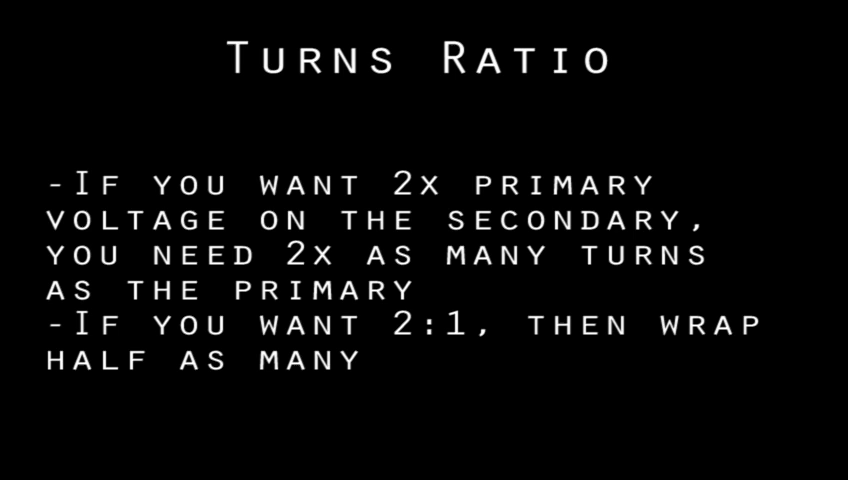 Turns Ratio
-If you want 2x primary
voltage on the secondary,
you need 2x as many turns
as the primary
-If you want 2:1, then wrap
half as many